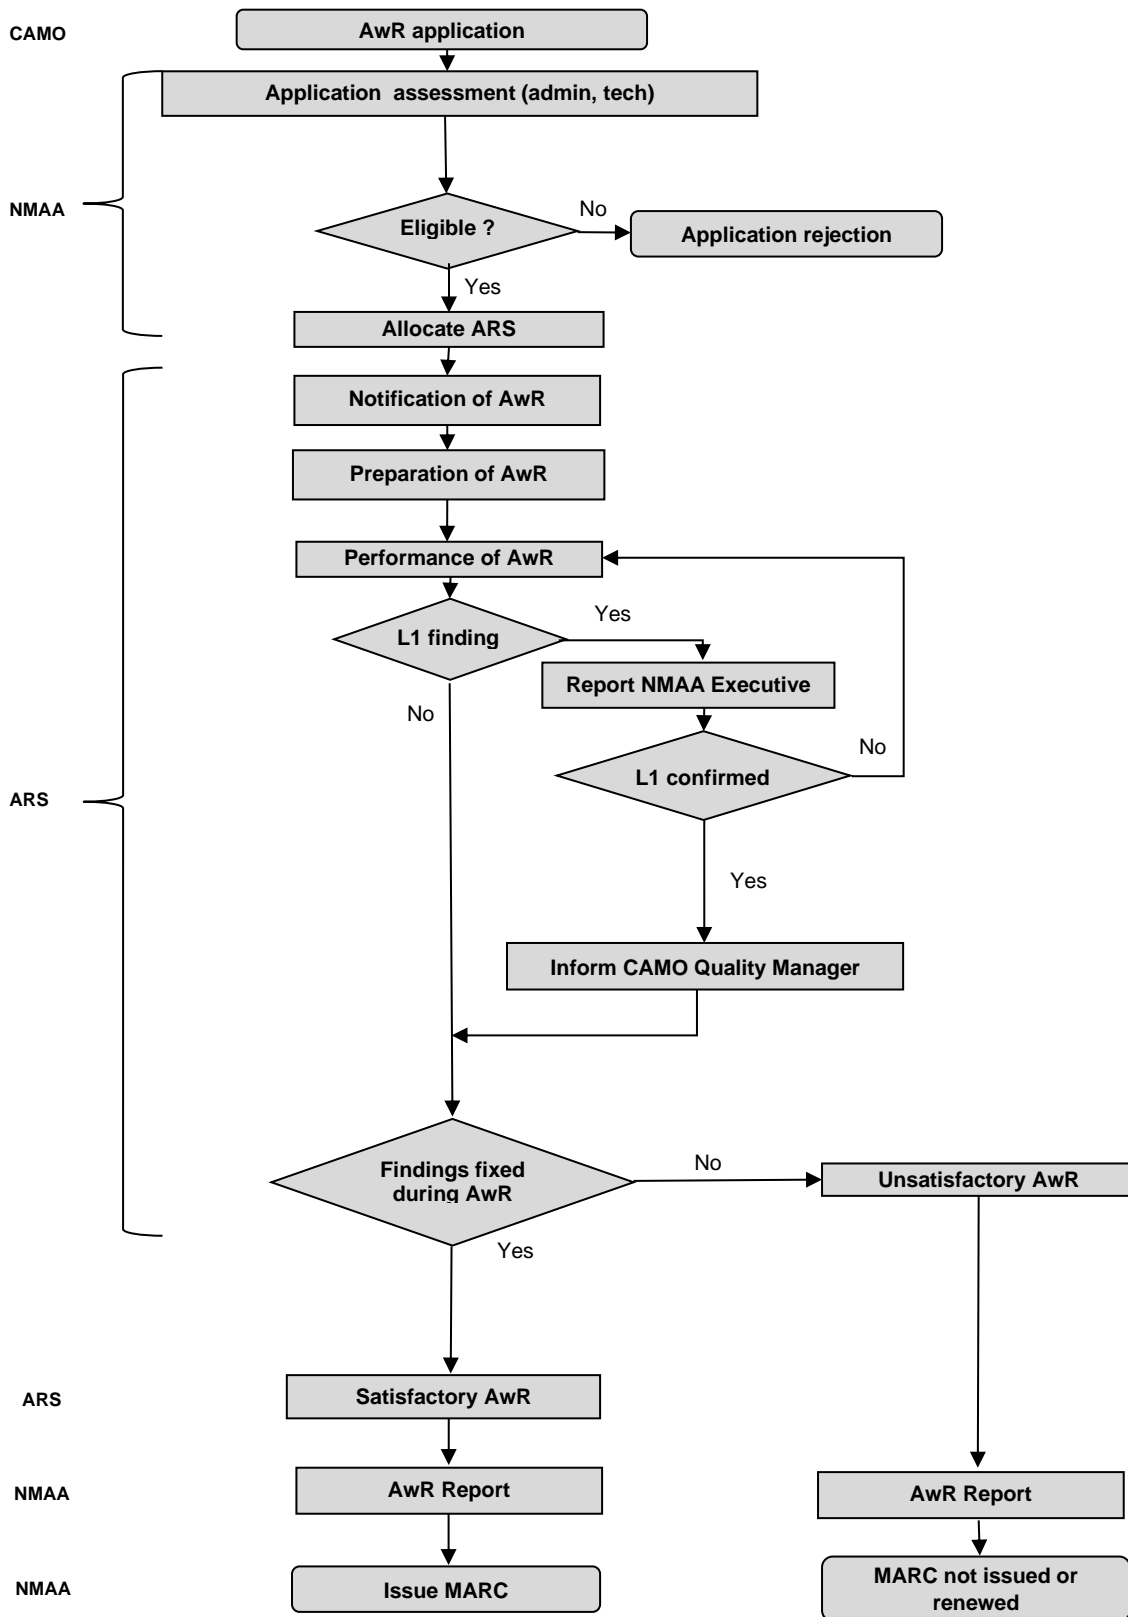 CAMO
AwR application
Application assessment (admin, tech)
NMAA
Eligible ?
No
Application rejection
Yes
Allocate ARS
Notification of AwR
Preparation of AwR
Performance of AwR
L1 finding
Yes
Report NMAA Executive
No
L1 confirmed
No
ARS
Yes
Inform CAMO Quality Manager
Findings fixed
during AwR
No
Unsatisfactory AwR
Yes
ARS
Satisfactory AwR
NMAA
AwR Report
AwR Report
NMAA
Issue MARC
MARC not issued or
renewed